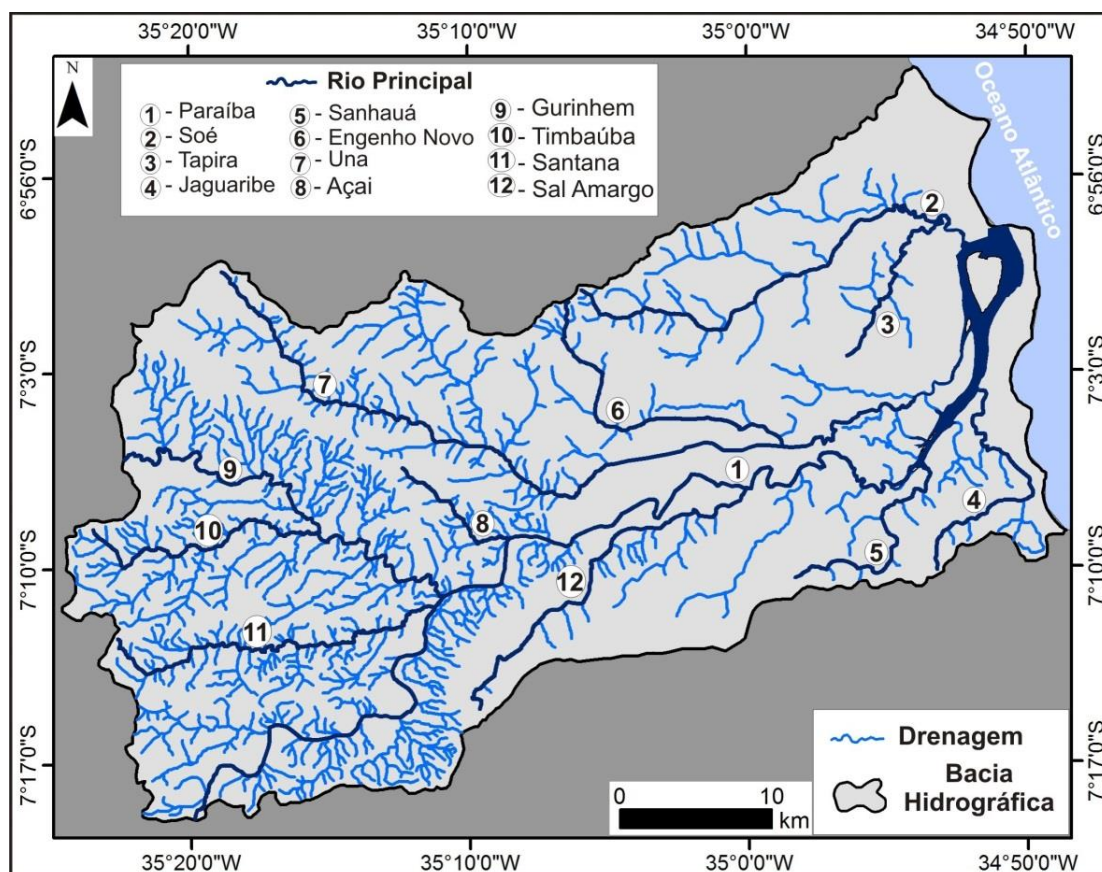 35°20'0"W 35°10'0"W 35°0'0"W 34°50'0"W
N
Rio Principal
1 - Paraíba
2 - Soé
3 - Tapira
4 - Jaguaribe
5 - Sanhauá
6 - Engenho Novo
7 - Una
8 - Açai
9 - Gurinhem
10 - Timbaúba
11 - Santana
12 - Sal Amargo
Oceano Atlântico
6°56'0"S 6°56'0"S
2
3
7°3'0"S 7°3'0"S
7
6
9
1
4
8
10
5
7°10'0"S 7°10'0"S
12
11
7°17'0"S 7°17'0"S
Drenagem
Bacia
Hidrográfica
0 10
km
35°20'0"W 35°10'0"W 35°0'0"W 34°50'0"W